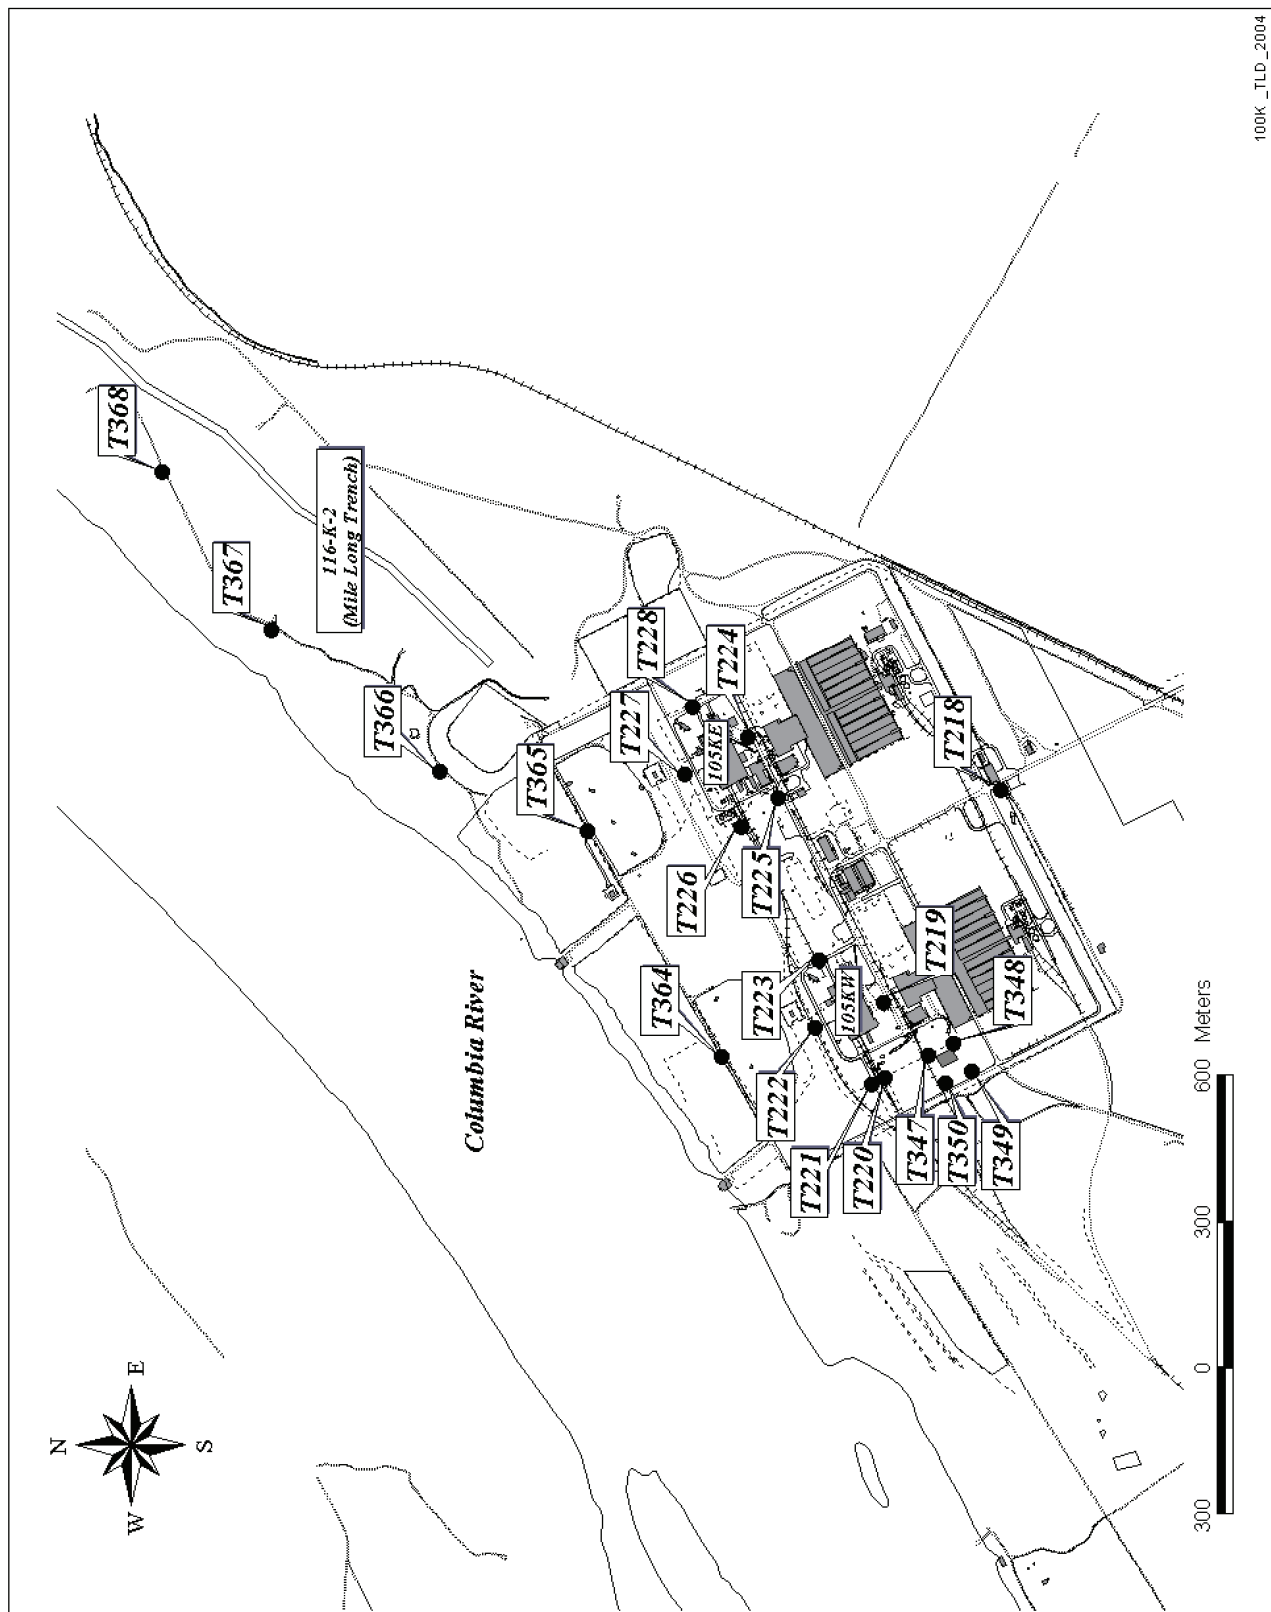 100K_TLD_2004
T368
T367
116-K-2
(Mile Long Trench)
T366
T365
T228
T227
T224
105KE
T218
T226
T225
Columbia River
T364
T223
T219
105KW
T348
T222
T221
T220
T347
T350
T349
N
E
S
W
300 0 300 600 Meters